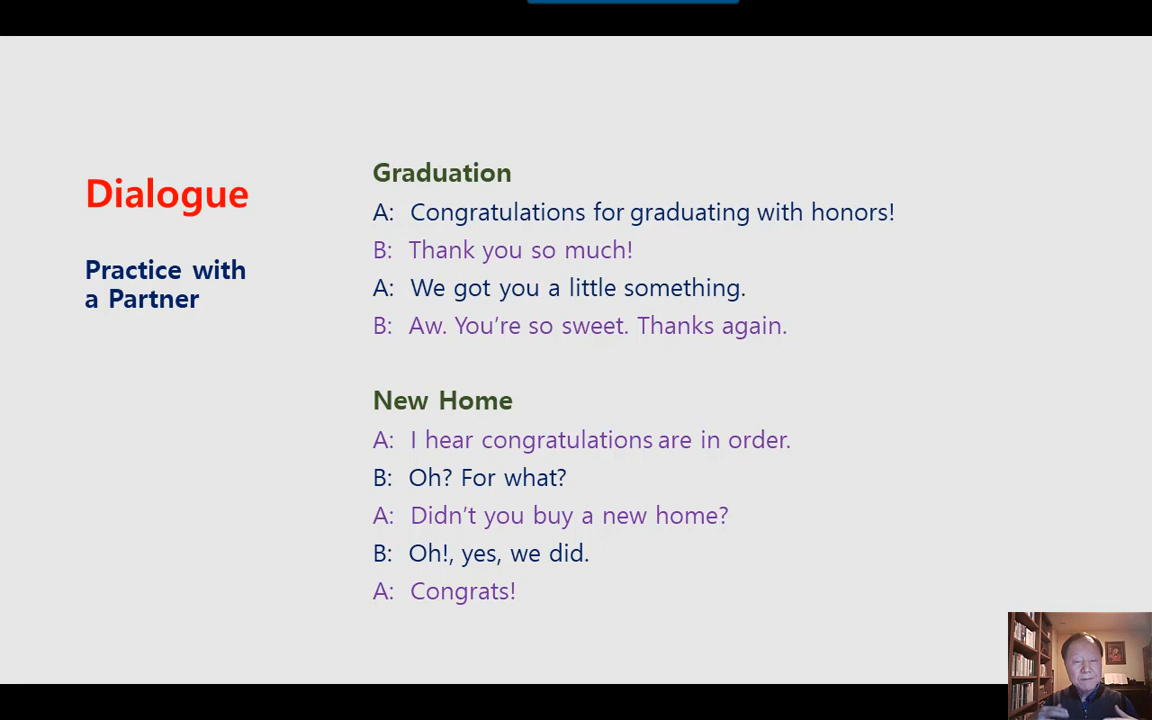 Dialogue
Practice with
a Partner
Graduation
A: Congratulations for graduating with honors!
B: Thank you so much!
A: We got you a little something.
B: Aw. You’re so sweet. Thanks again.
New Home
A: I hear congratulations are in order.
B: Oh? For what?
A: Didn’t you buy a new home?
B: Oh!, yes, we did.
A: Congrats!